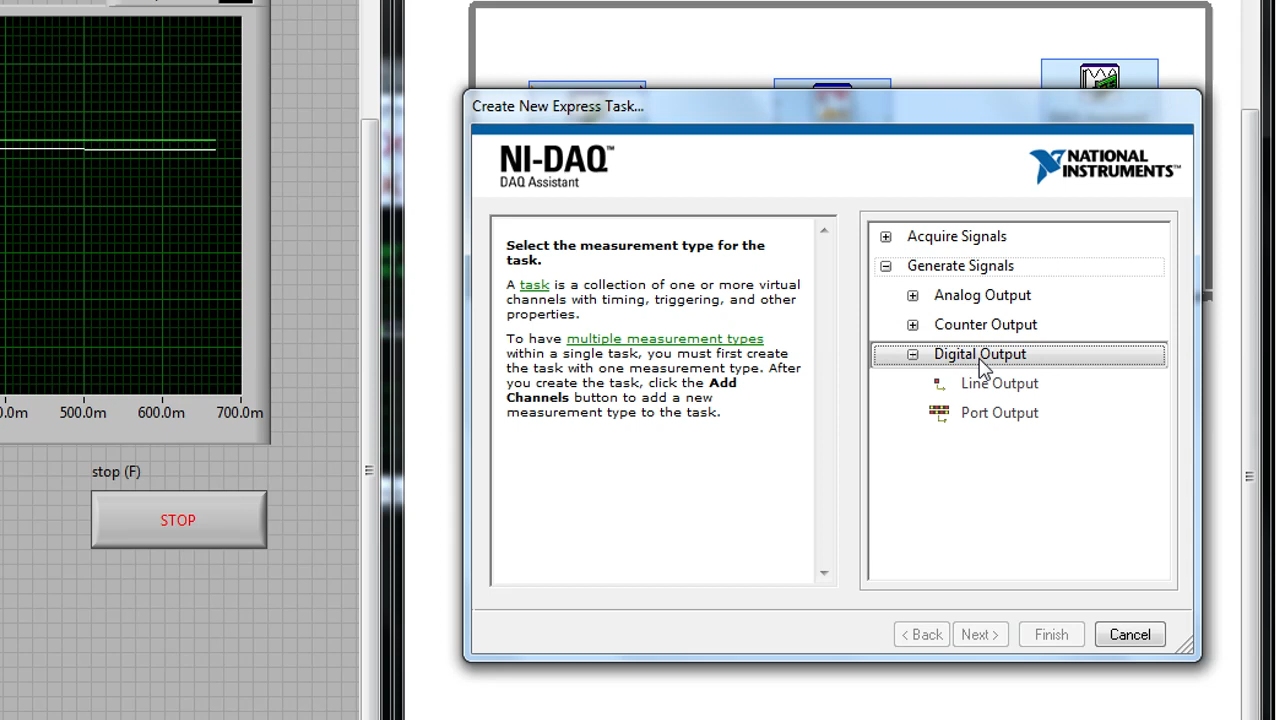 Create New Express Task...
NI-DAQ™
DAQ Assistant
NATIONAL
INSTRUMENTS™
Select the measurement type for the
task.
A task is a collection of one or more virtual
channels with timing, triggering, and other
properties.
To have multiple measurement types
within a single task, you must first create
the task with one measurement type. After
you create the task, click the Add
Channels button to add a new
measurement type to the task.
Acquire Signals
Generate Signals
Analog Output
Counter Output
Digital Output
Line Output
Port Output
< Back
Next >
Finish
Cancel
0.0m
500.0m
600.0m
700.0m
stop (F)
STOP